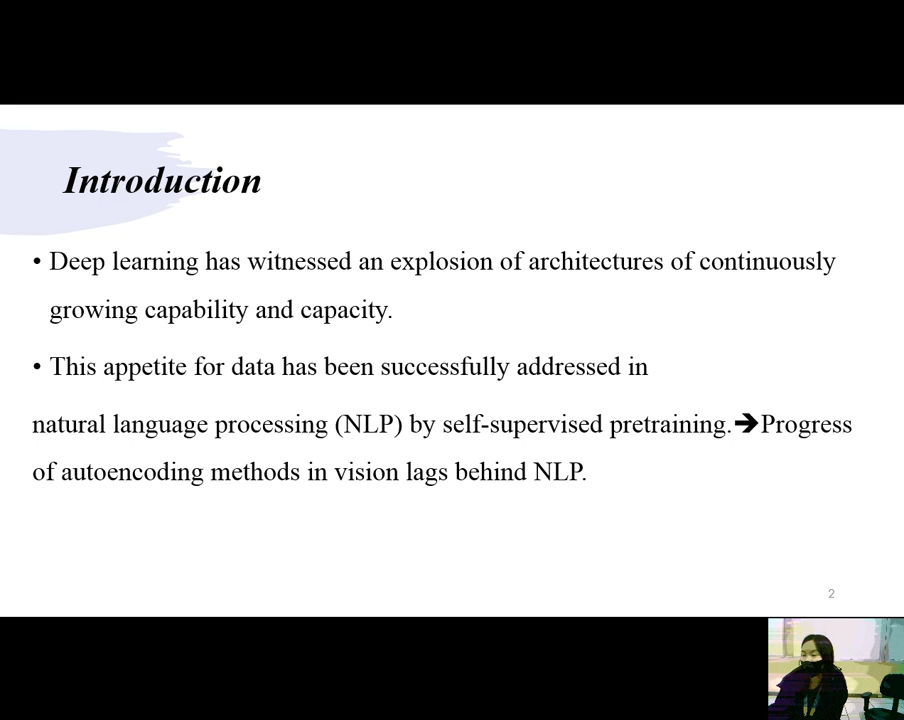 Introduction
• Deep learning has witnessed an explosion of architectures of continuously
growing capability and capacity.
• This appetite for data has been successfully addressed in
natural language processing (NLP) by self-supervised pretraining.➔Progress
of autoencoding methods in vision lags behind NLP.
2